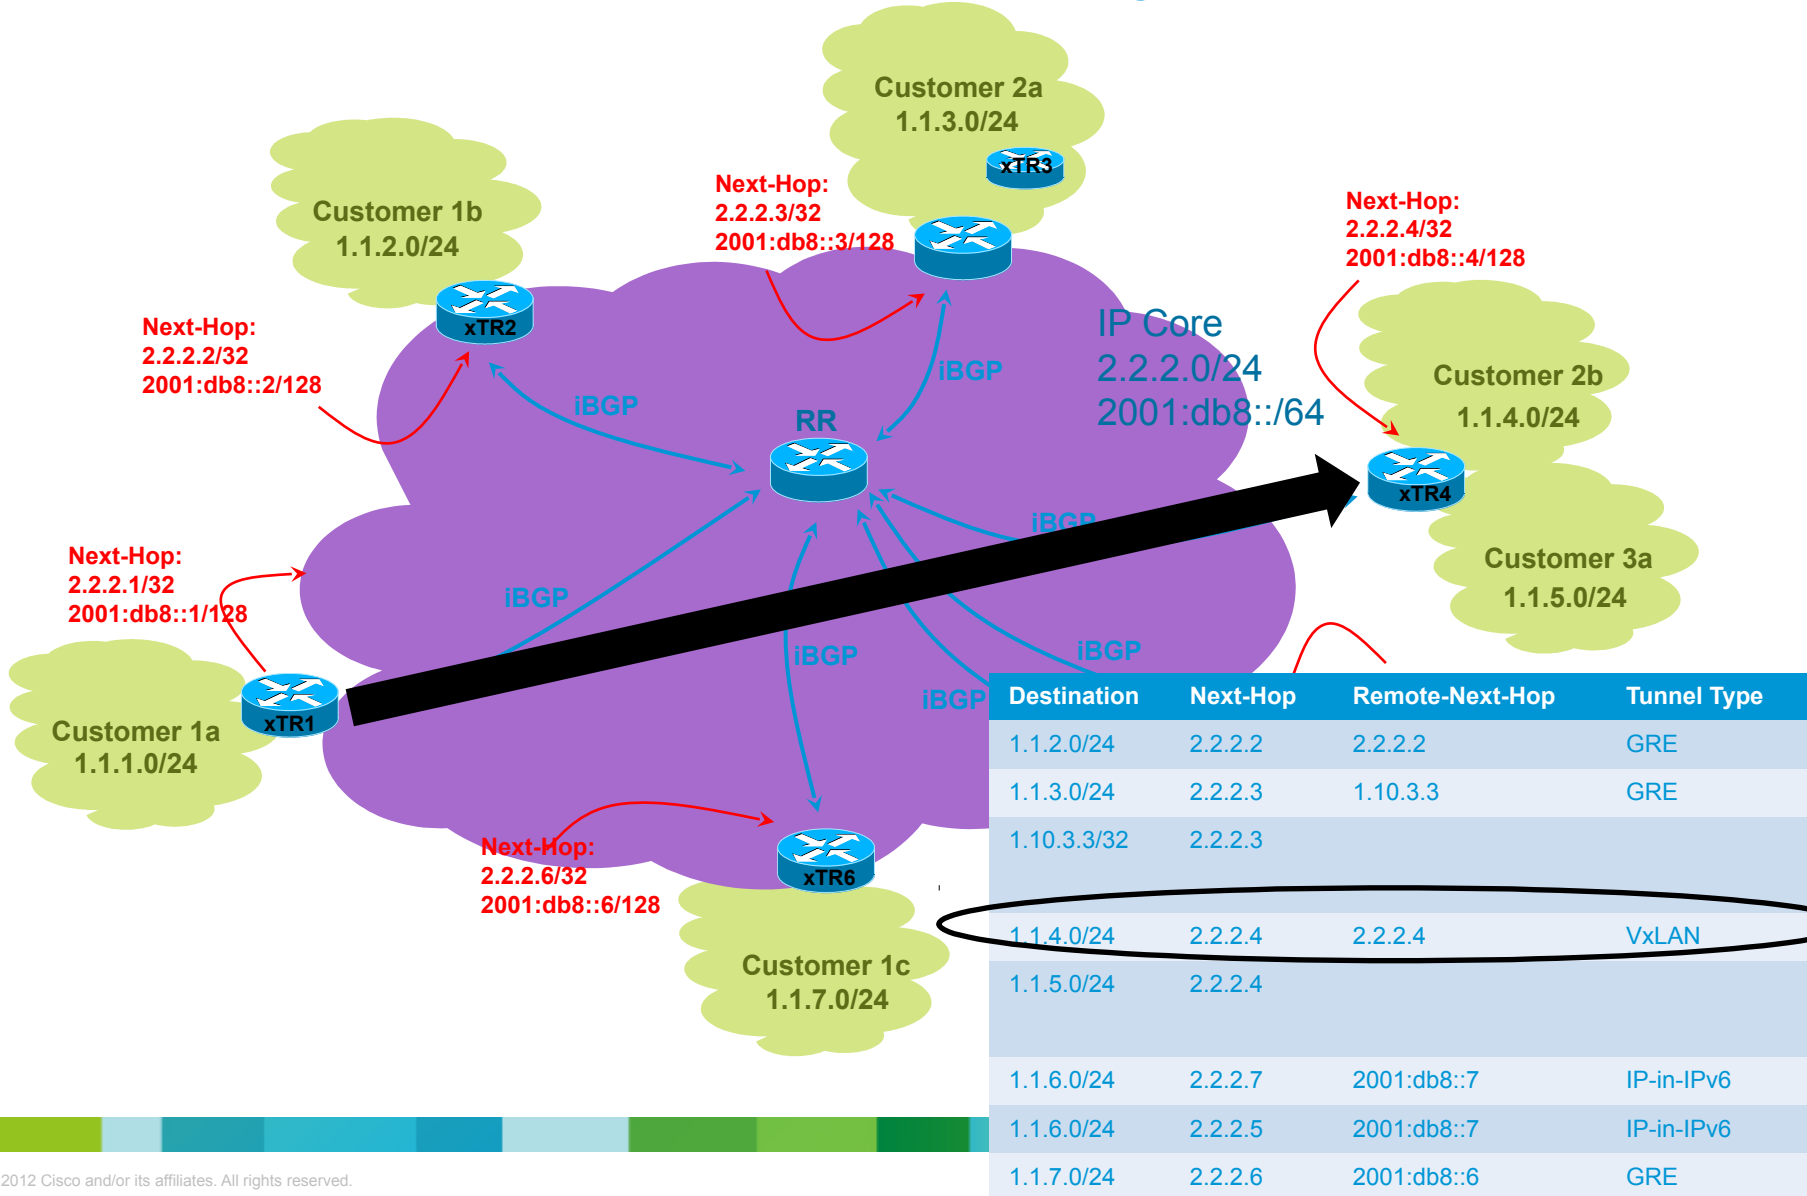 Customer 2a
1.1.3.0/24
xTR3
Customer 1b
1.1.2.0/24
xTR2
Next-Hop:
2.2.2.3/32
2001:db8::3/128
Next-Hop:
2.2.2.4/32
2001:db8::4/128
Next-Hop:
2.2.2.2/32
2001:db8::2/128
IP Core
2.2.2.0/24
2001:db8::/64
iBGP
iBGP
RR
Customer 2b
1.1.4.0/24
xTR4
iBGP
Customer 3a
1.1.5.0/24
Next-Hop:
2.2.2.1/32
2001:db8::1/128
iBGP
iBGP
iBGP
iBGP
xTR1
Customer 1a
1.1.1.0/24
Next-Hop:
2.2.2.6/32
2001:db8::6/128
xTR6
Customer 1c
1.1.7.0/24
Destination Next-Hop Remote-Next-Hop Tunnel Type
1.1.2.0/24 2.2.2.2 2.2.2.2 GRE
1.1.3.0/24 2.2.2.3 1.10.3.3 GRE
1.10.3.3/32 2.2.2.3
1.1.4.0/24 2.2.2.4 2.2.2.4 VxLAN
1.1.5.0/24 2.2.2.4
1.1.6.0/24 2.2.2.7 2001:db8::7 IP-in-IPv6
1.1.6.0/24 2.2.2.5 2001:db8::7 IP-in-IPv6
1.1.7.0/24 2.2.2.6 2001:db8::6 GRE
2012 Cisco and/or its affiliates. All rights reserved.